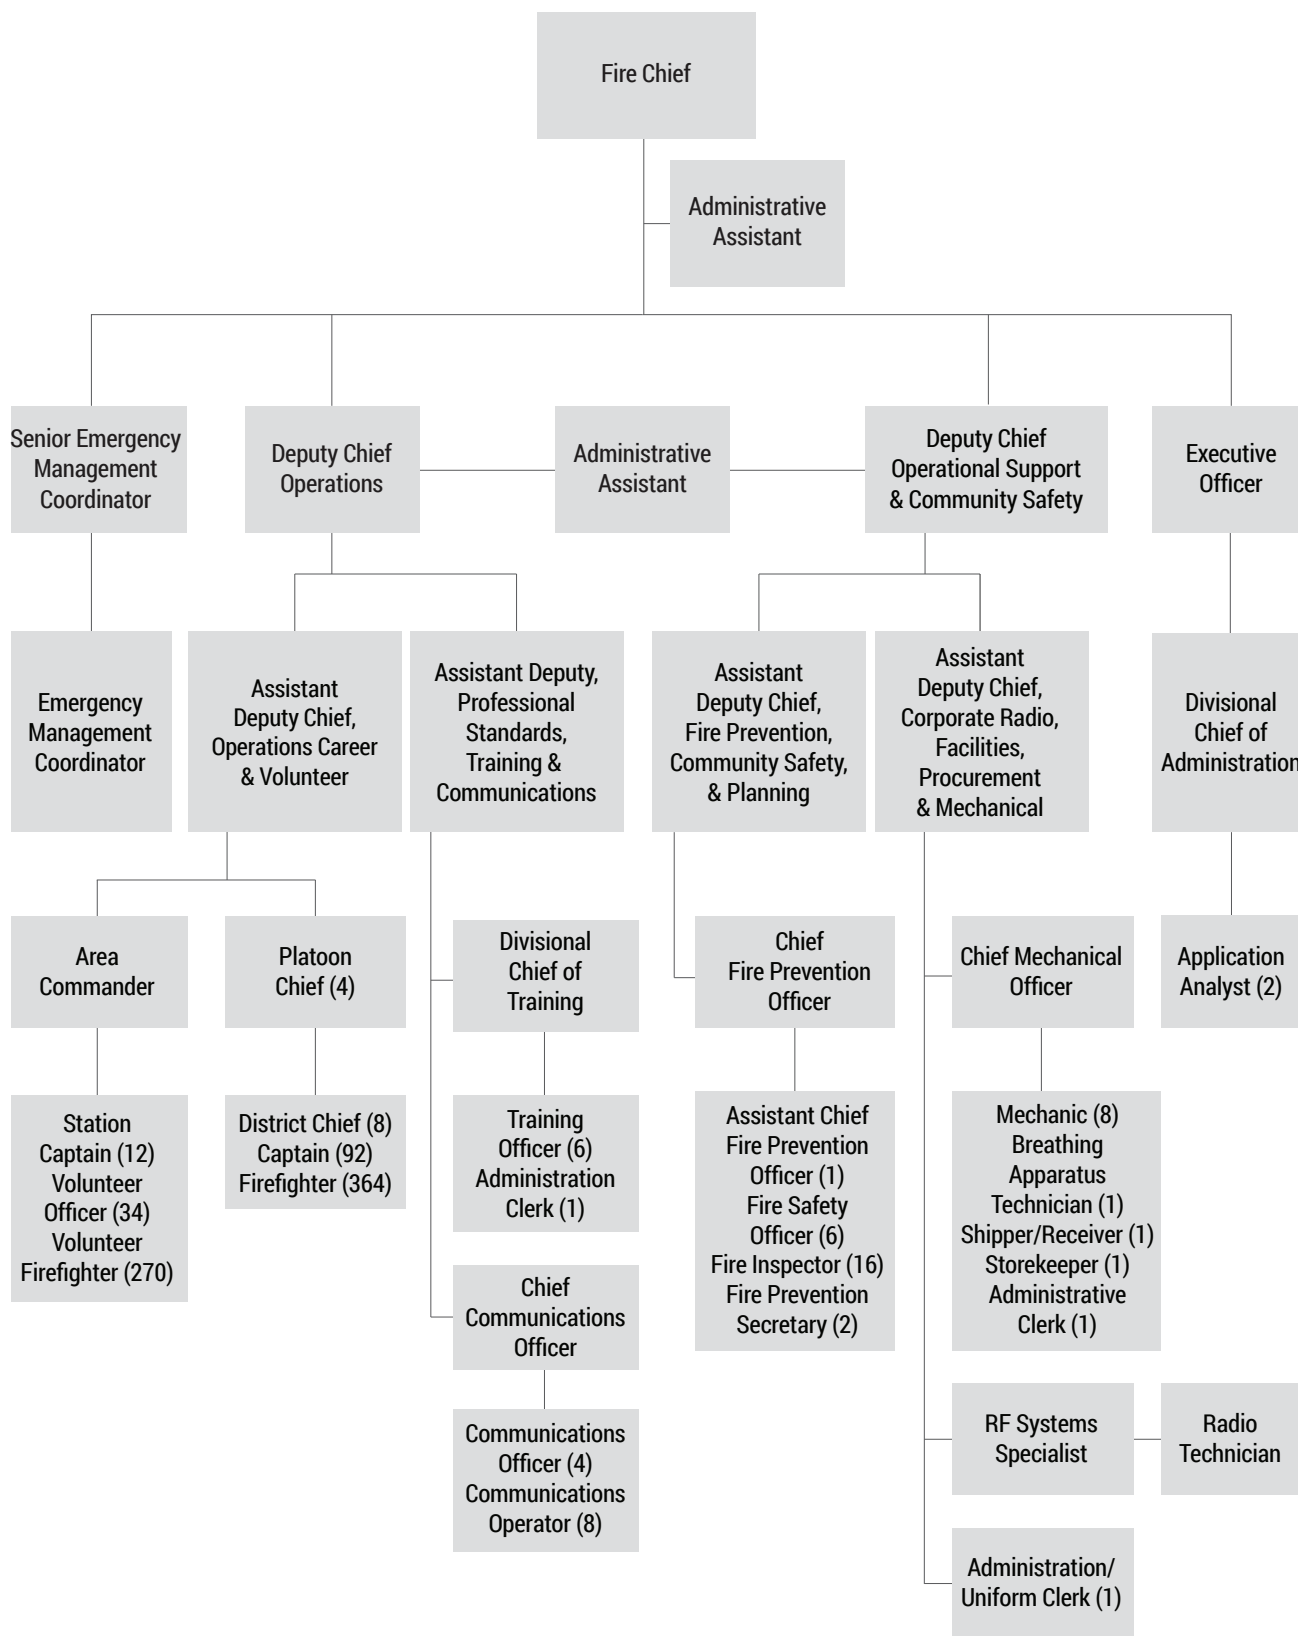 Fire Chief
Administrative
Assistant
Senior Emergency
Management
Coordinator
Deputy Chief
Operations
Administrative
Assistant
Deputy Chief
Operational Support
& Community Safety
Executive
Officer
Emergency
Management
Coordinator
Assistant
Deputy Chief,
Operations Career
& Volunteer
Assistant Deputy,
Professional
Standards,
Training &
Communications
Assistant
Deputy Chief,
Fire Prevention,
Community Safety,
& Planning
Assistant
Deputy Chief,
Corporate Radio,
Facilities,
Procurement
& Mechanical
Divisional
Chief of
Administration
Area
Commander
Platoon
Chief (4)
Divisional
Chief of
Training
Chief
Fire Prevention
Officer
Chief Mechanical
Officer
Application
Analyst (2)
Station
Captain (12)
Volunteer
Officer (34)
Volunteer
Firefighter (270)
District Chief (8)
Captain (92)
Firefighter (364)
Training
Officer (6)
Administration
Clerk (1)
Assistant Chief
Fire Prevention
Officer (1)
Fire Safety
Officer (6)
Fire Inspector (16)
Fire Prevention
Secretary (2)
Mechanic (8)
Breathing
Apparatus
Technician (1)
Shipper/Receiver (1)
Storekeeper (1)
Administrative
Clerk (1)
Chief
Communications
Officer
Communications
Officer (4)
Communications
Operator (8)
RF Systems
Specialist
Radio
Technician
Administration/
Uniform Clerk (1)